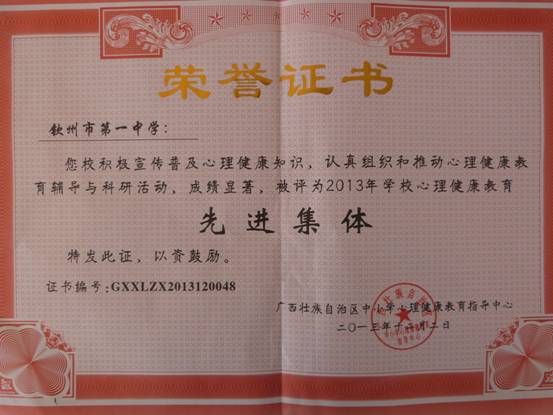 荣誉证书
钦州市第一中学：
您校积极宣传普及心理健康知识，认真组织和推动心理健康教
育辅导与科研活动，成绩显著，被评为2013年学校心理健康教育
先进集体
特发此证，以资鼓励。
证书编号：GXXLZX2013120048
广西壮族自治区中小学心理健康教育指导中心
二〇一三年十二月二日